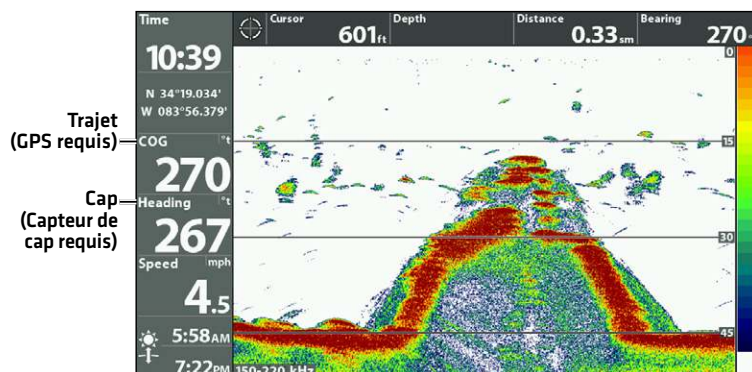 Time
10:39
N 34°19.034'
W 083°56.379'
Trajet
(GPS requis)
COG °t
270
Cap
(Capteur de
cap requis)
Heading °t
267
Speed mph
4.5
5:58AM
7:22PM
Cursor
601ft
Depth
Distance
0.33sm
Bearing
270
0
15
30
45
150-220 kHz